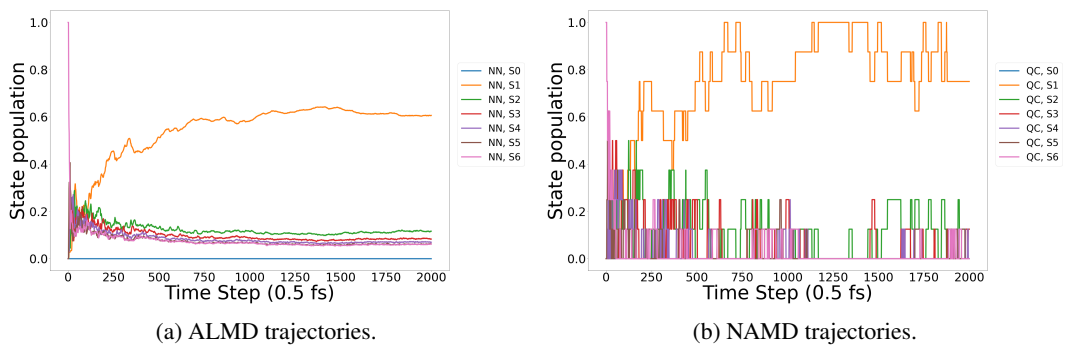 1.0
0.8
0.6
0.4
0.2
0.0
State population
0 250 500 750 1000 1250 1500 1750 2000
Time Step (0.5 fs)
NN, S0
NN, S1
NN, S2
NN, S3
NN, S4
NN, S5
NN, S6
(a) ALMD trajectories.
1.0
0.8
0.6
0.4
0.2
0.0
State population
0 250 500 750 1000 1250 1500 1750 2000
Time Step (0.5 fs)
QC, S0
QC, S1
QC, S2
QC, S3
QC, S4
QC, S5
QC, S6
(b) NAMD trajectories.